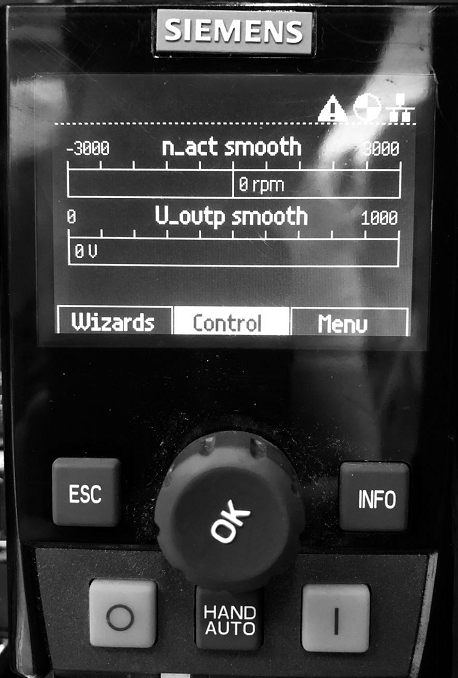 SIEMENS
-3000 n_act smooth 3000
0 rpm
0 U_outp smooth 1000
0 V
Wizards Control Menu
ESC OK INFO
HAND
AUTO